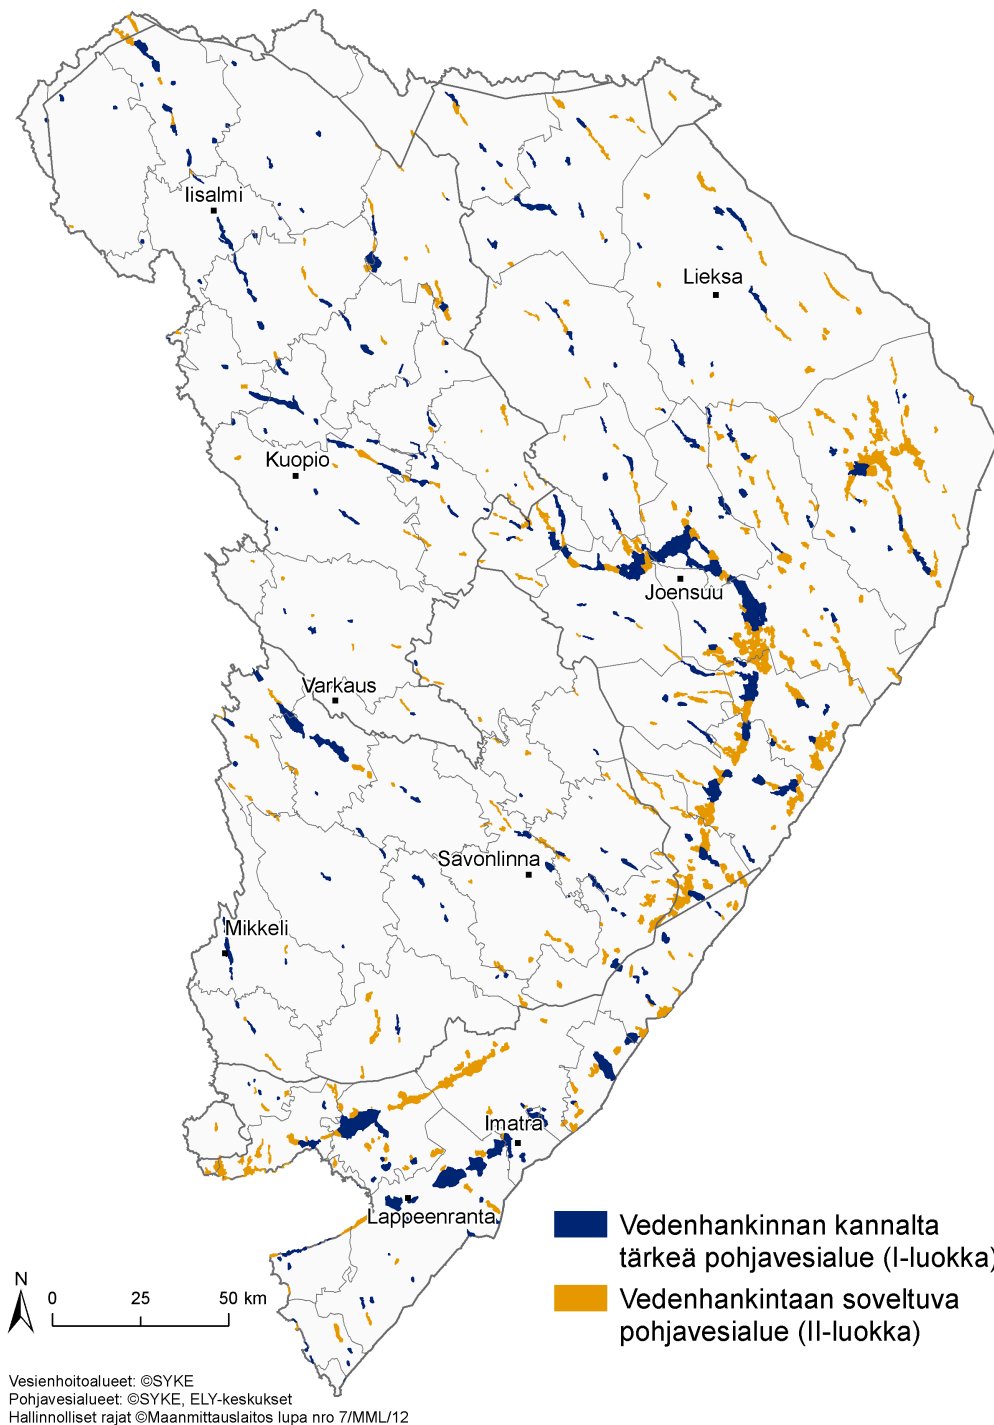 Iisalmi
Lieksa
Kuopio
Joensuu
Varkaus
Savonlinna
Mikkeli
Imatra
Lappeenranta
Vedenhankinnan kannalta
tärkeä pohjavesialue (I-luokka)
Vedenhankintaan soveltuva
pohjavesialue (II-luokka)
N
0 25 50 km
Vesienhoitoalueet: ©SYKE
Pohjavesialueet: ©SYKE, ELY-keskukset
Hallinnolliset rajat ©Maanmittauslaitos lupa nro 7/MML/12